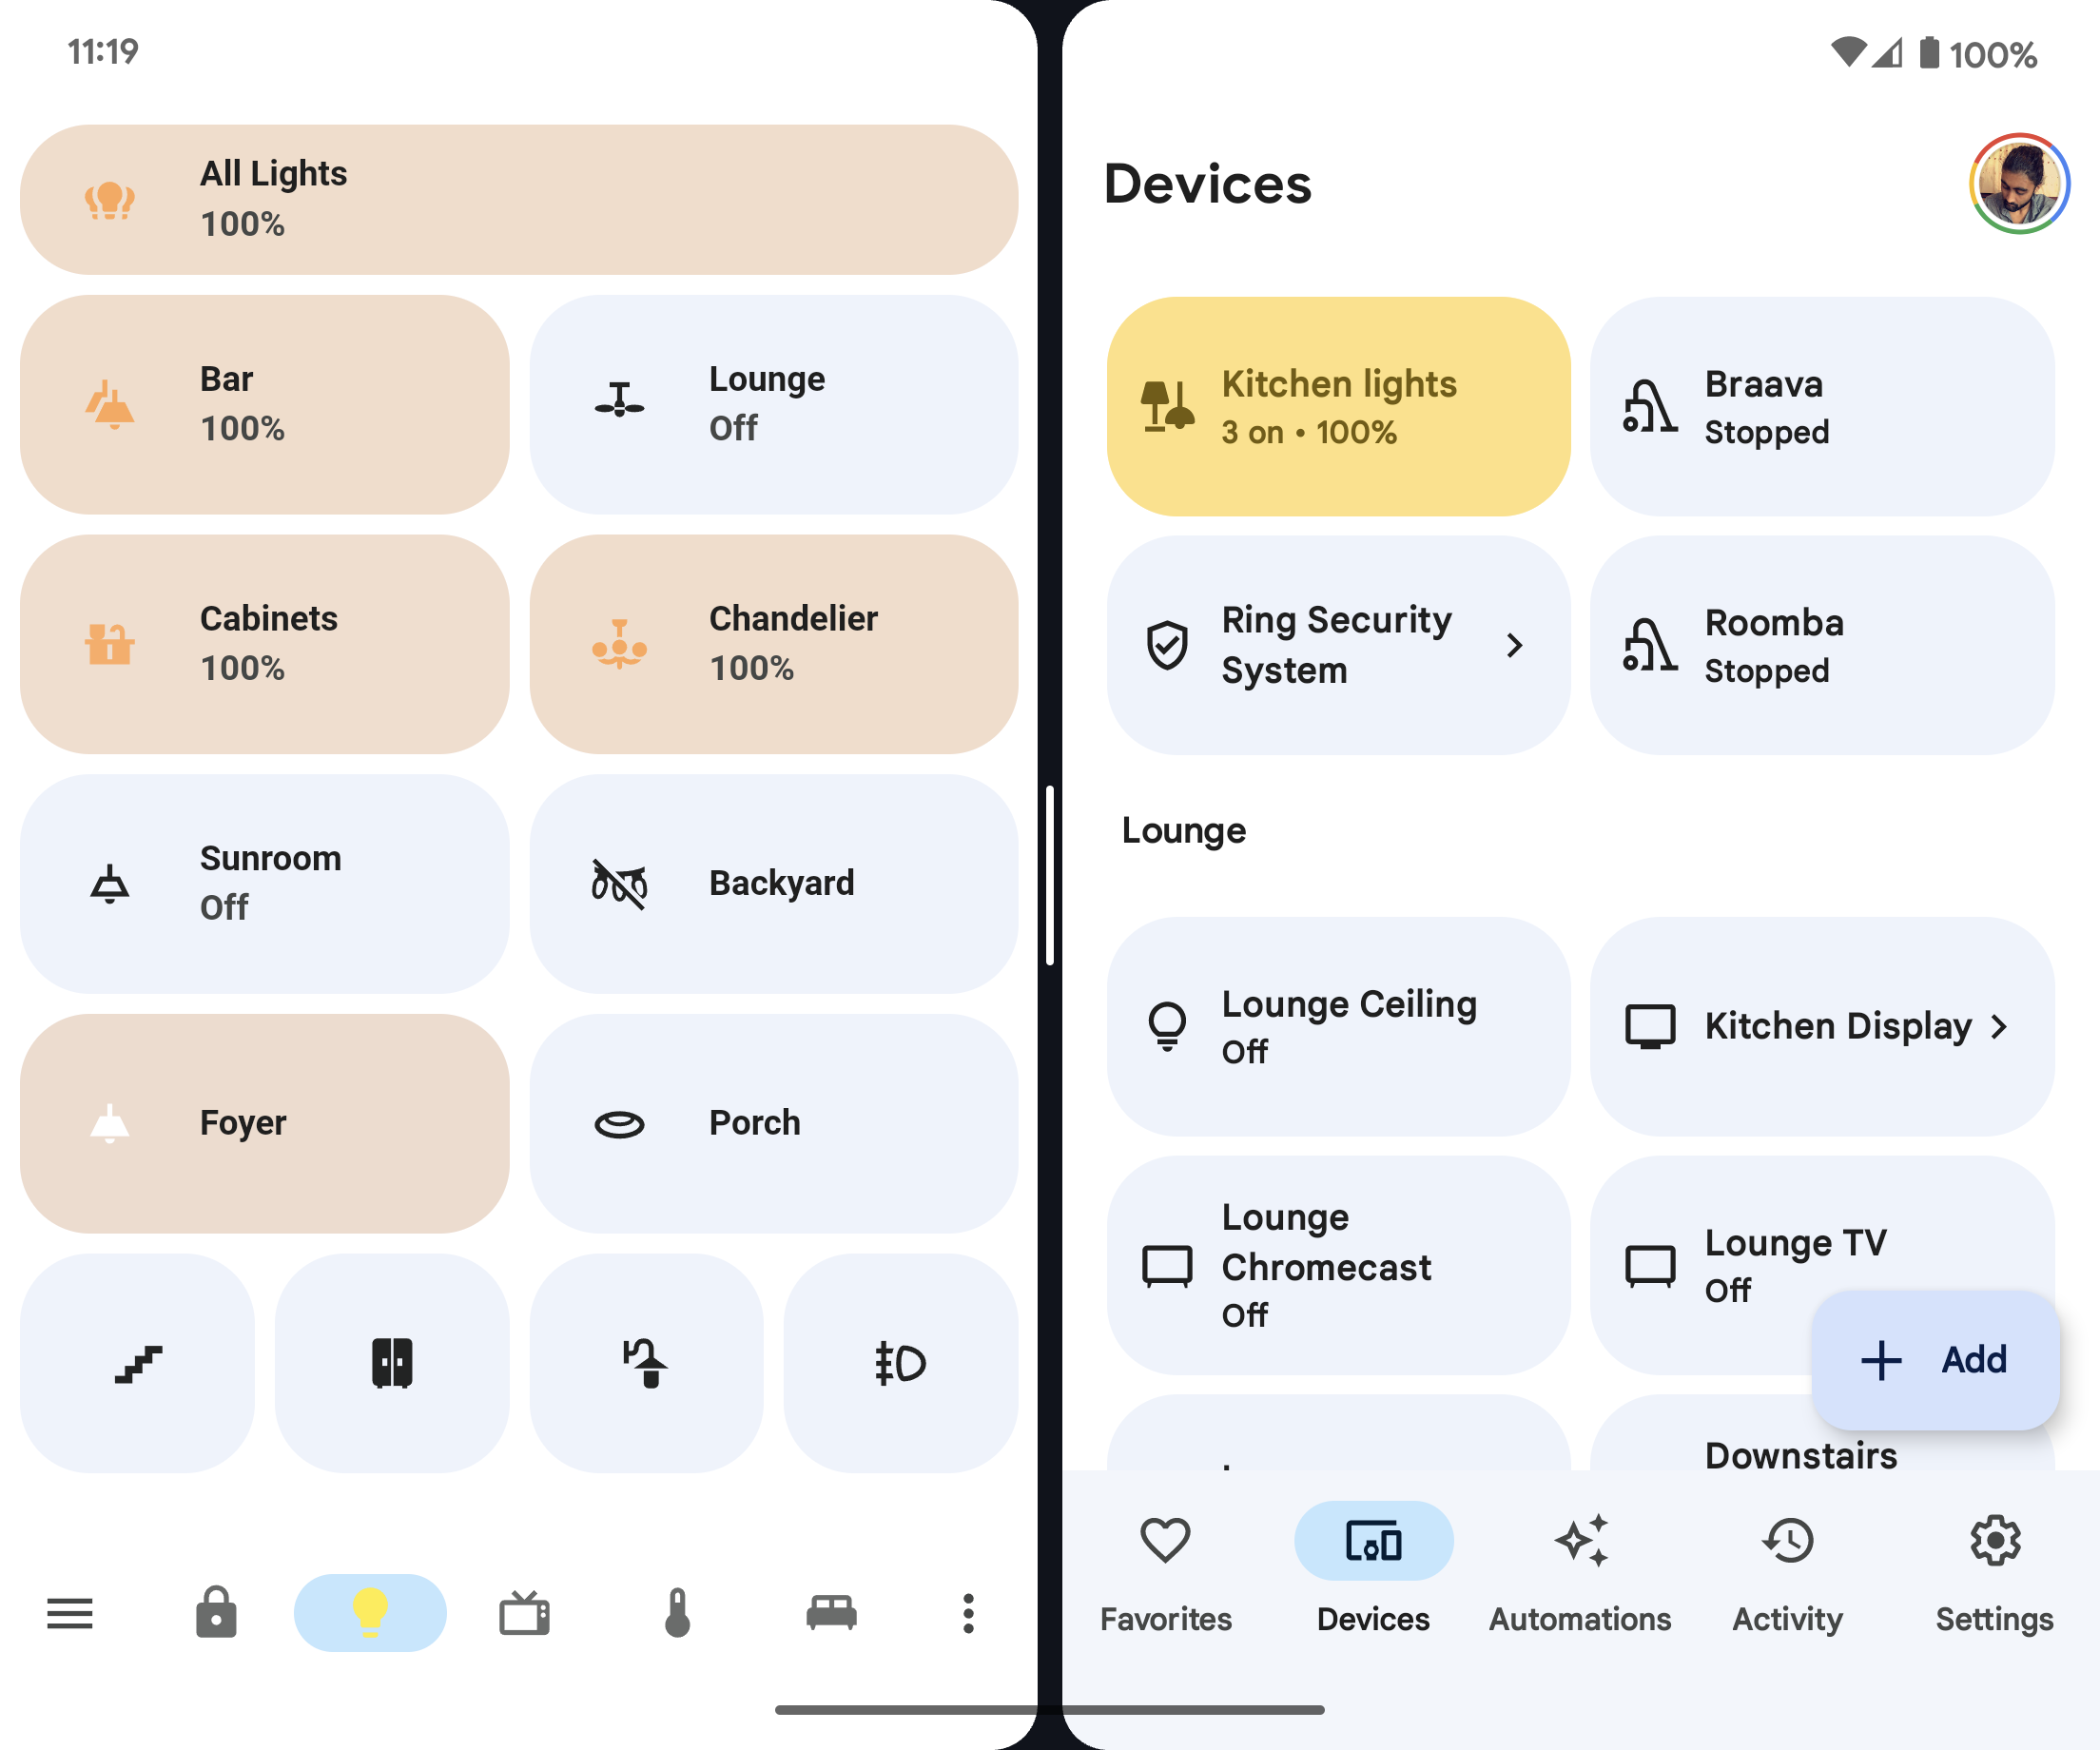 11:19
All Lights
100%
Bar
100%
Lounge
Off
Cabinets
100%
Chandelier
100%
Sunroom
Off
Backyard
Foyer
Porch
100%
Devices
Kitchen lights
3 on • 100%
Braava
Stopped
Ring Security
System
Roomba
Stopped
Lounge
Lounge Ceiling
Off
Kitchen Display
Lounge
Chromecast
Off
Lounge TV
Off
Add
Downstairs
Favorites
Devices
Automations
Activity
Settings